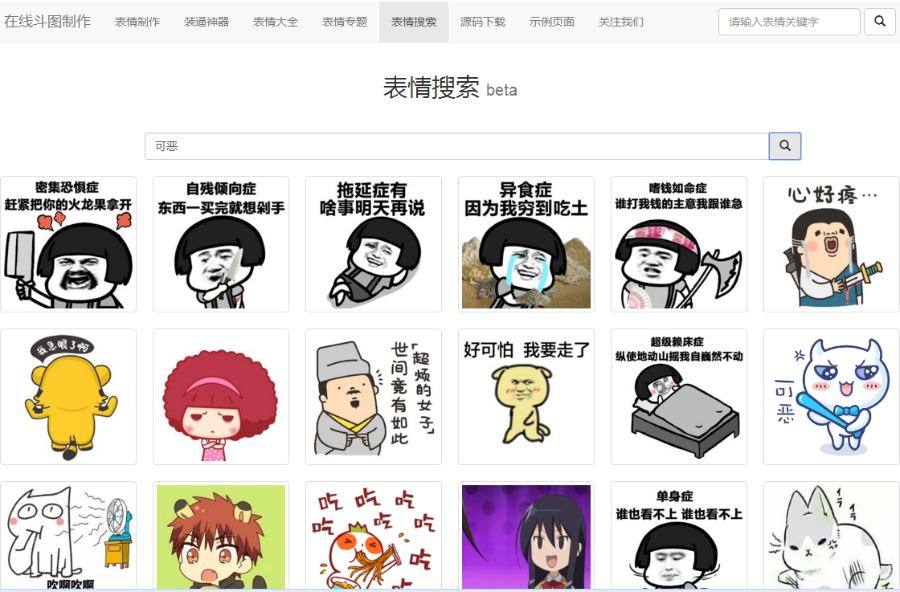 在线斗图制作 表情制作 装逼神器 表情大全 表情专题 表情搜索 源码下载 示例页面 关注我们 请输入表情关键字
表情搜索 beta
可恶
密集恐惧症
赶紧把你的火龙果拿开
自残倾向症
东西一买完就想剁手
拖延症有
啥事明天再说
异食症
因为我穷到吃土
嗜钱如命症
谁打我钱的主意我跟谁急
心好疼…
我急眼了啊
「超烦的女子」
世间竟有如此
好可怕 我要走了
超级赖床症
纵使地动山摇我自巍然不动
可恶
吹啊吹啊
吃 吃 吃
吃 吃 吃
吃
吃
单身症
谁也看不上 谁也看不上
イラ
イラ